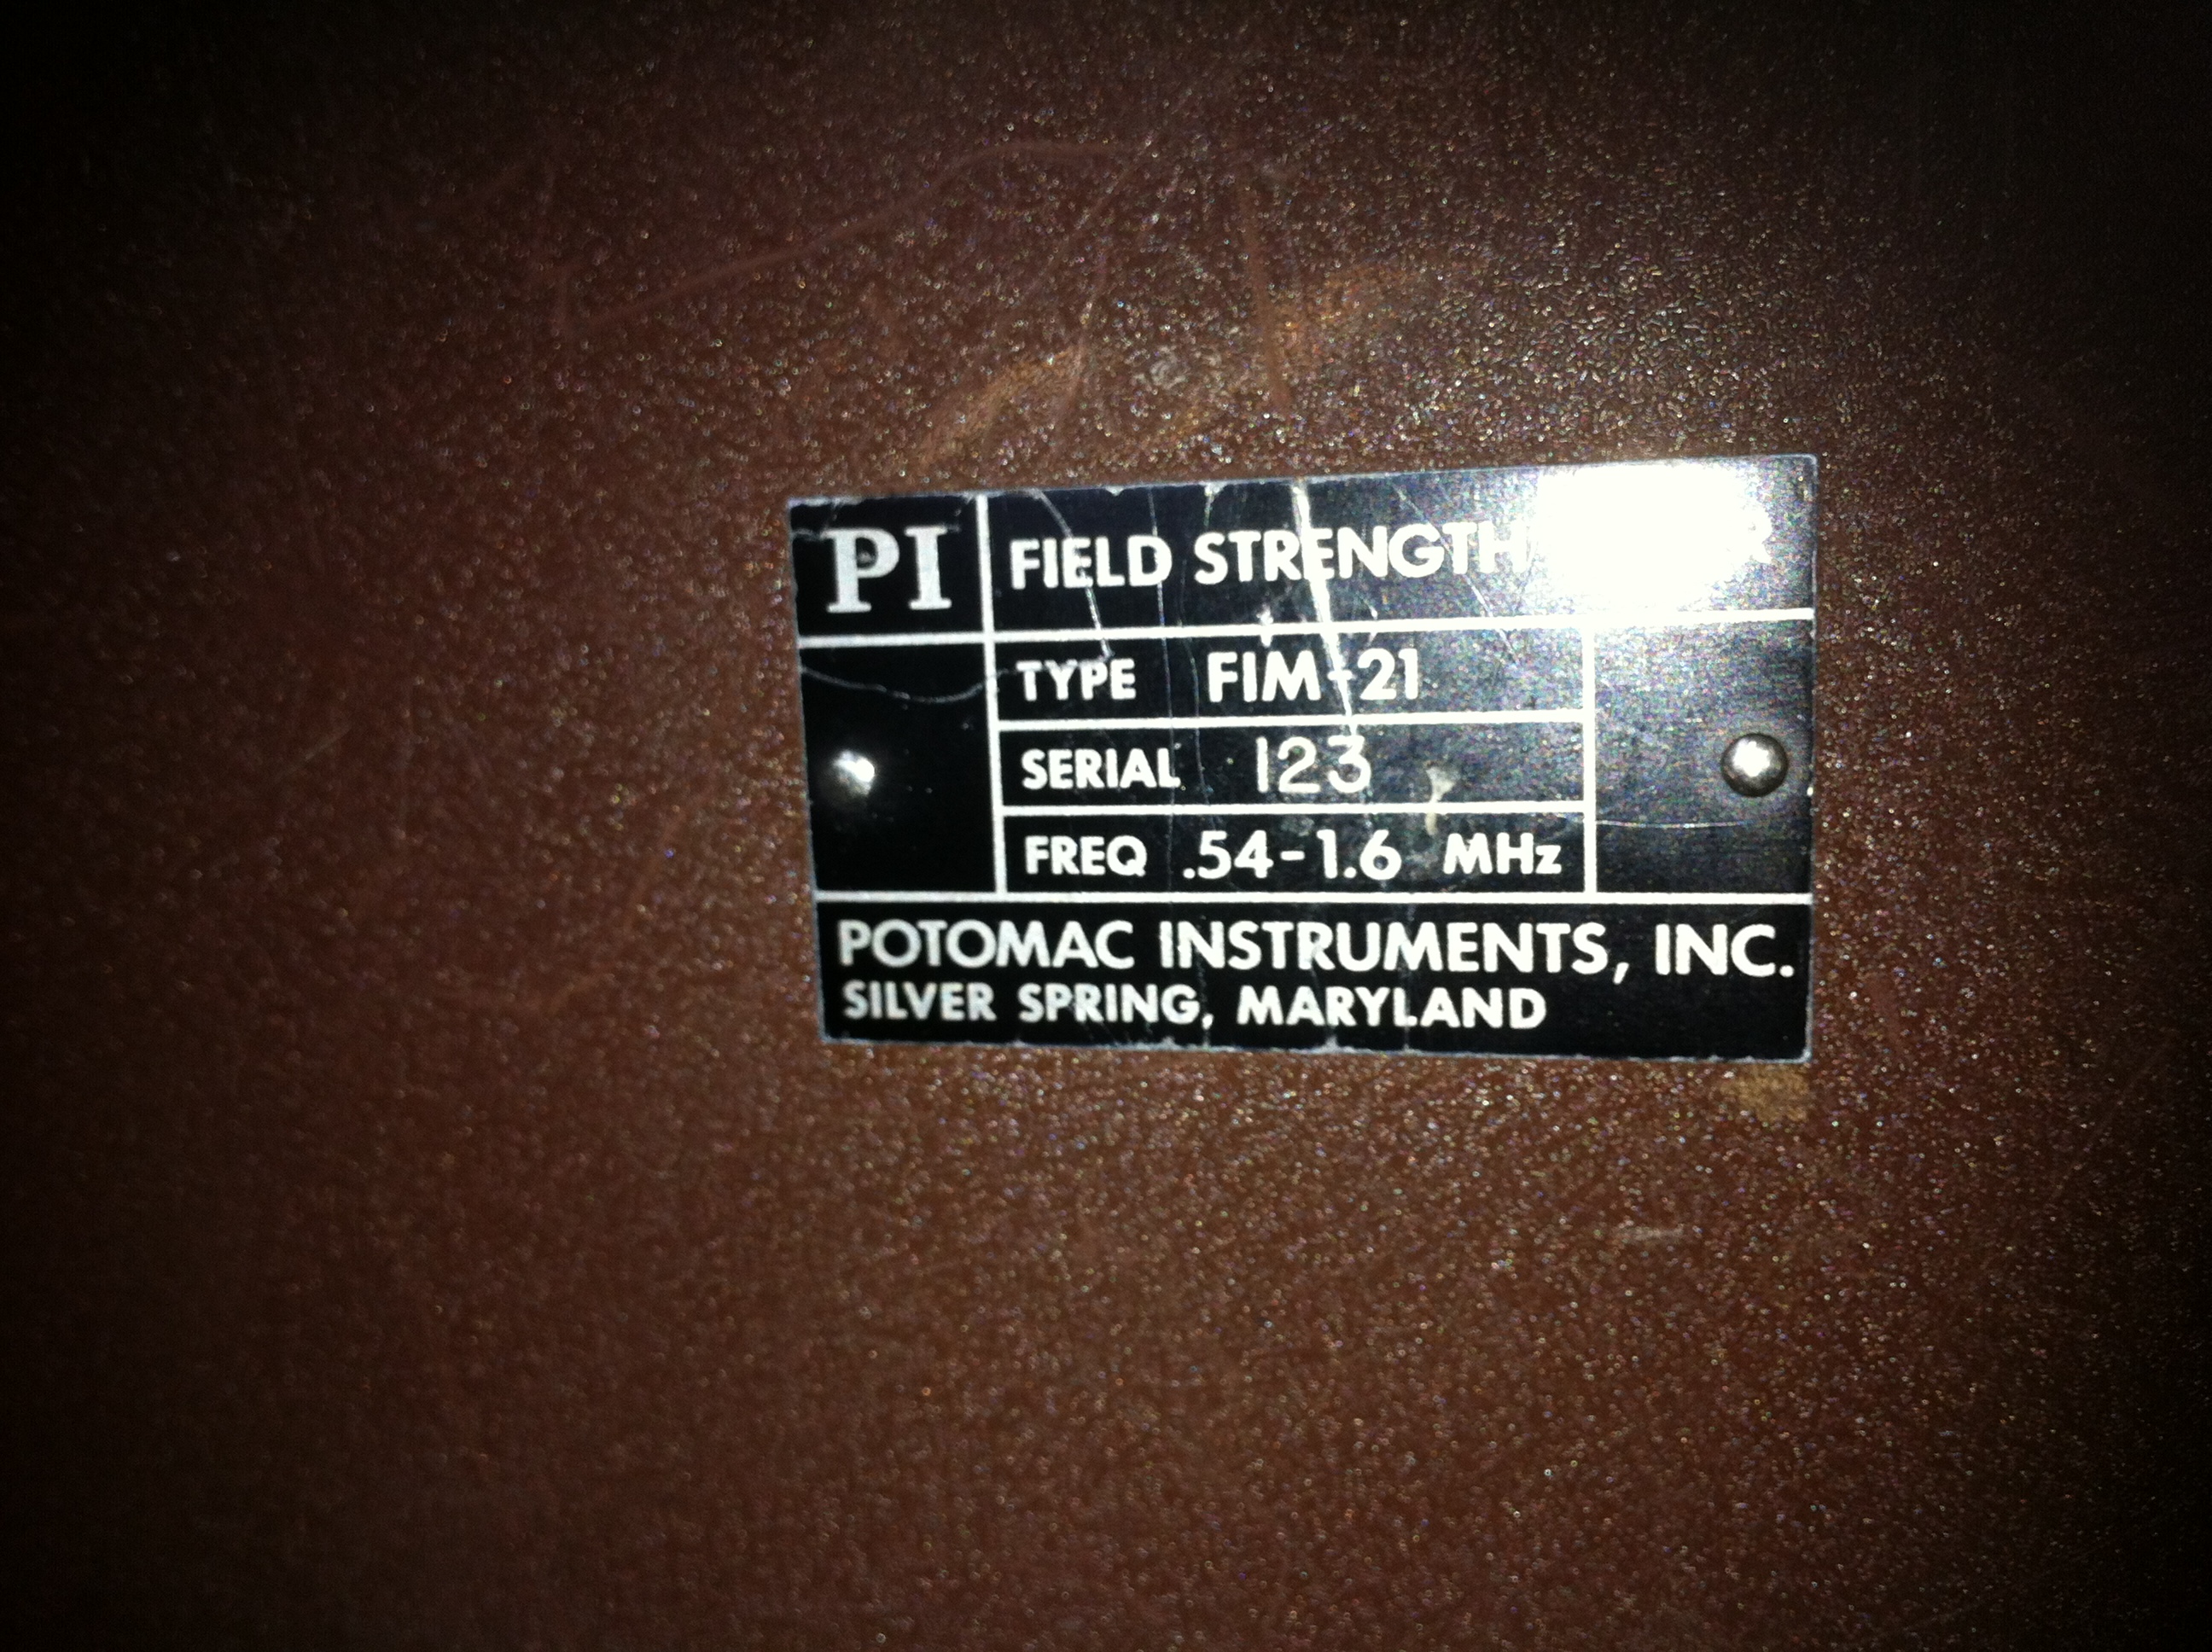 PI
FIELD STRENGTH
TYPE FIM-21
SERIAL 123
FREQ .54-1.6 MHz
POTOMAC INSTRUMENTS, INC.
SILVER SPRING, MARYLAND